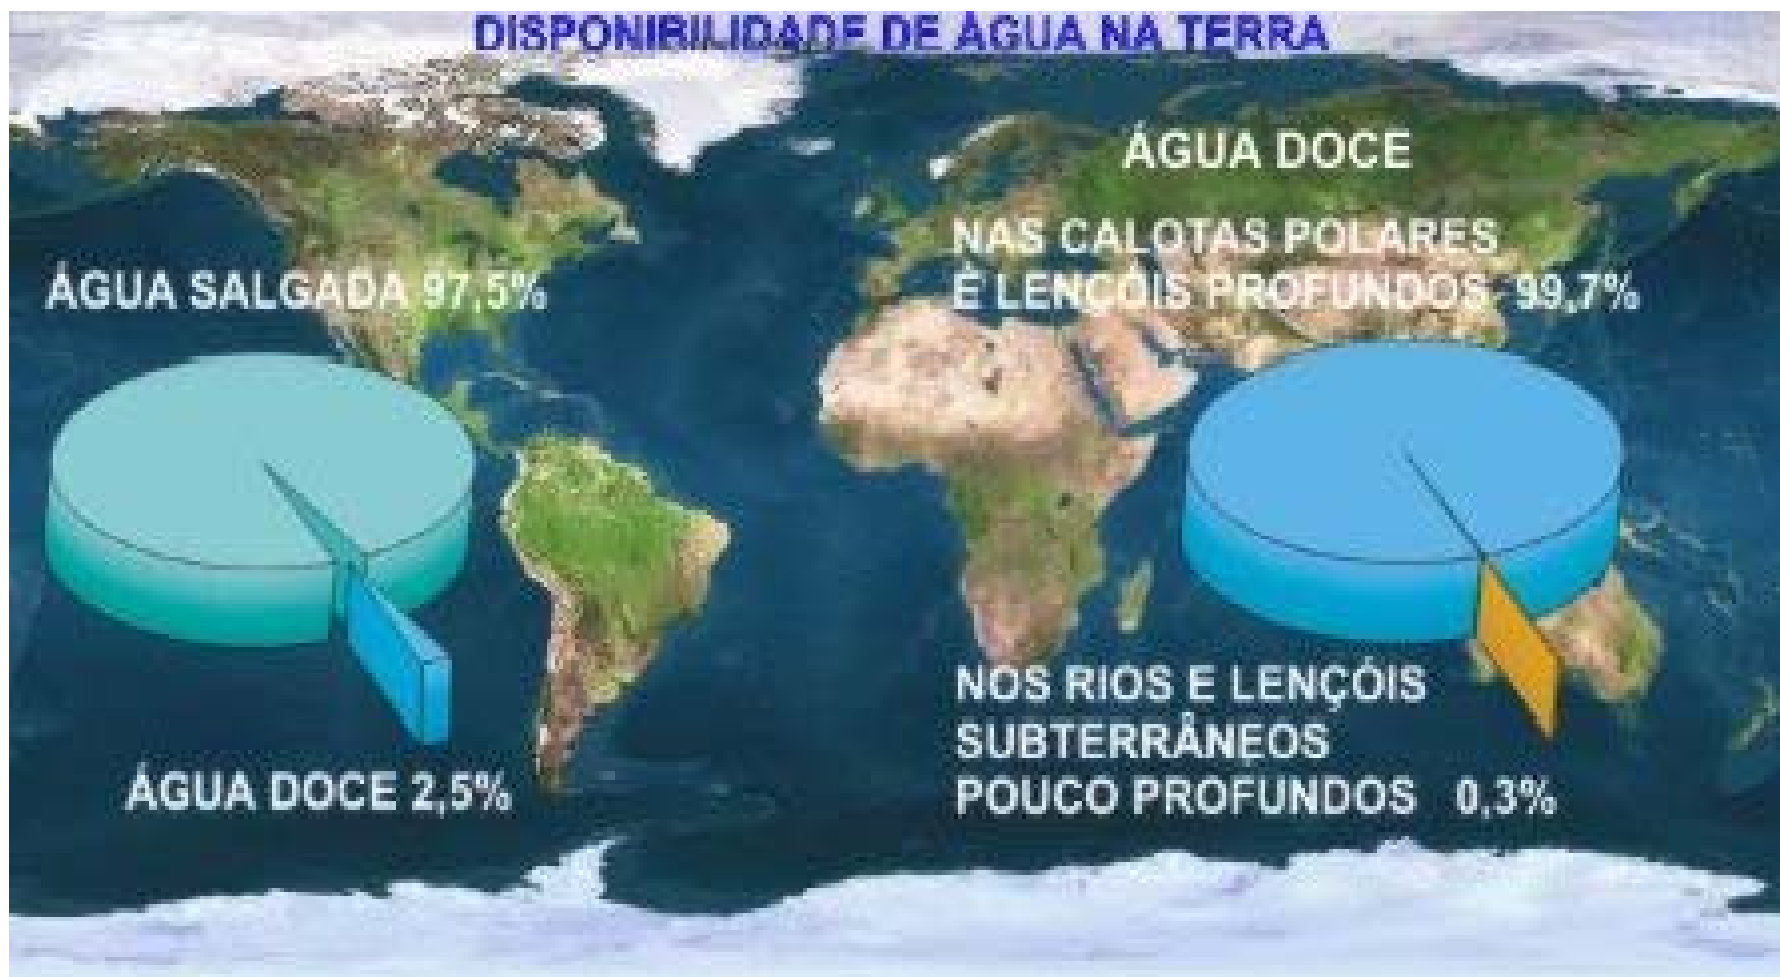 DISPONIBILIDADE DE ÁGUA NA TERRA
ÁGUA SALGADA 97,5%
ÁGUA DOCE 2,5%
ÁGUA DOCE
NAS CALOTAS POLARES
E LENÇÓIS PROFUNDOS 99,7%
NOS RIOS E LENÇÓIS
SUBTERRÂNEOS
POUCO PROFUNDOS 0,3%